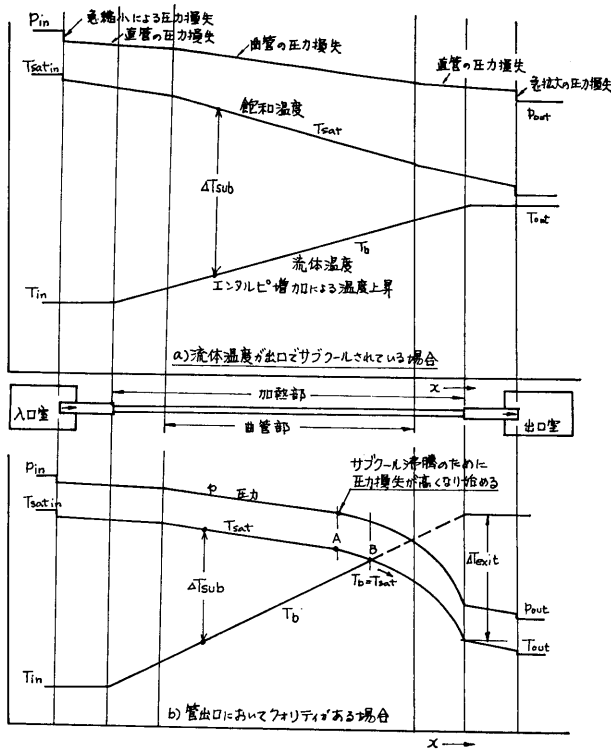 Pin
急縮小による圧力損失
直管の圧力損失
曲管の圧力損失
直管の圧力損失
急拡大の圧力損失
Tsat in
飽和温度
Tsat
Pout
ΔTsub
Tb
Tout
流体温度
エンタルピ増加による温度上昇
Tin
a)流体温度が出口でサブクールされている場合
加熱部
x
入口室
出口室
曲管部
サブクール沸騰のために
圧力損失が高くなり始める
Pin
P 圧力
Tsat in
Tsat
A
B
ΔTsub
Tb=Tsat
ΔTexit
Tb
Pout
Tout
Tin
b)管出口においてクオリティがある場合
x